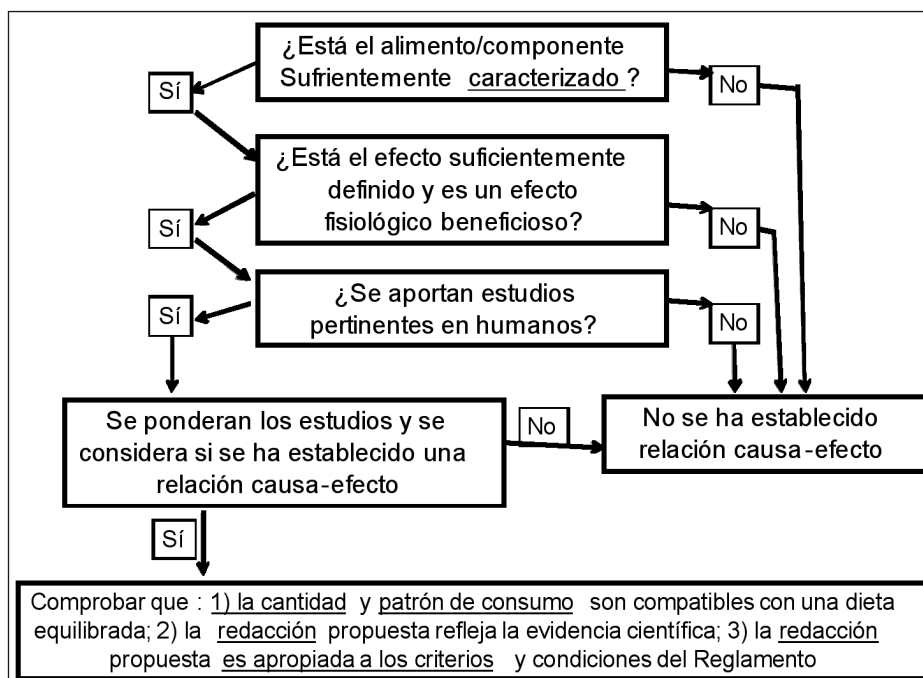 ¿Está el alimento/componente
Sufrientemente caracterizado ?
Sí
No
¿Está el efecto suficientemente
definido y es un efecto
fisiológico beneficioso?
Sí
No
¿Se aportan estudios
pertinentes en humanos?
Sí
No
Se ponderan los estudios y se
considera si se ha establecido una
relación causa-efecto
No
No se ha establecido
relación causa-efecto
Sí
Comprobar que : 1) la cantidad y patrón de consumo son compatibles con una dieta
equilibrada; 2) la redacción propuesta refleja la evidencia científica; 3) la redacción
propuesta es apropiada a los criterios y condiciones del Reglamento